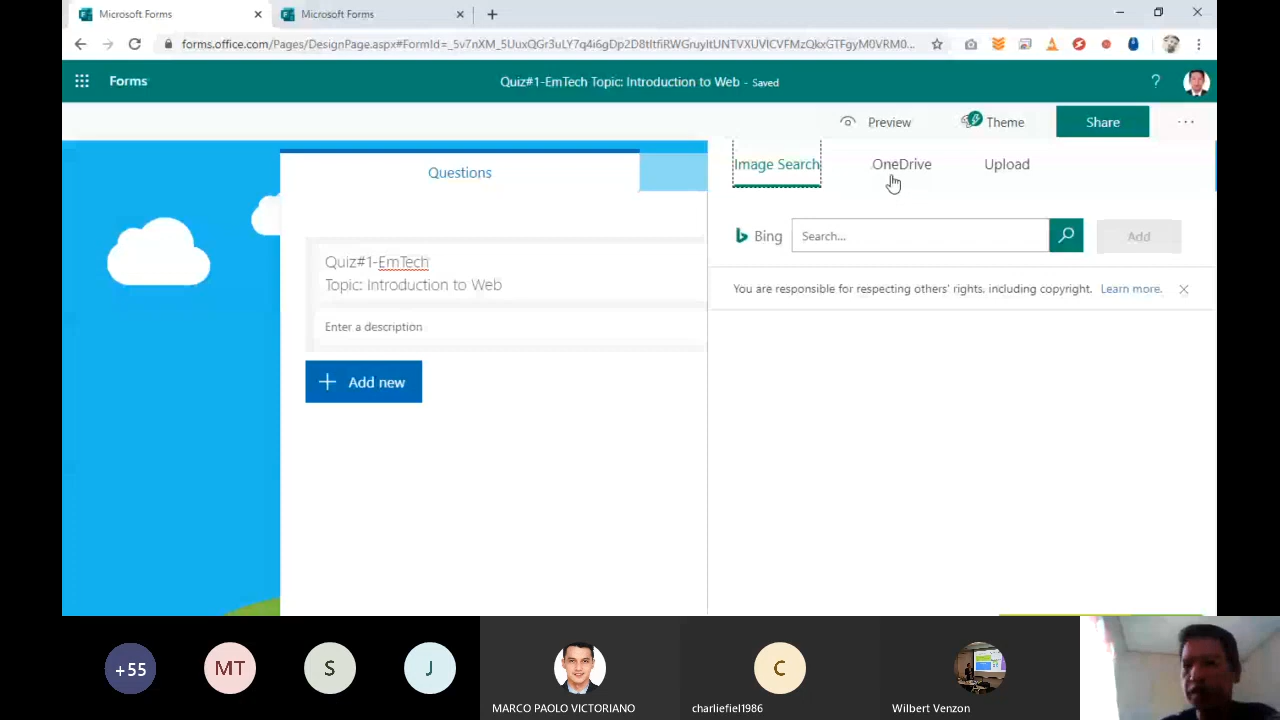 Microsoft Forms
Microsoft Forms
forms.office.com/Pages/DesignPage.aspx#FormId=_5v7nXM_5UuxQGr3uLY7q4i6gDp2D8tItfiRWGruyItUNTVXUVlCVFMzQkxGTFgyM0VRM0...
Forms
Quiz#1-EmTech Topic: Introduction to Web - Saved
?
Preview
Theme
Share
Questions
Image Search
OneDrive
Upload
Bing
Search...
Add
Quiz#1-EmTech
Topic: Introduction to Web
You are responsible for respecting others' rights, including copyright. Learn more.
Enter a description
Add new
+55
MT
S
J
C
MARCO PAOLO VICTORIANO
charliefiel1986
Wilbert Venzon